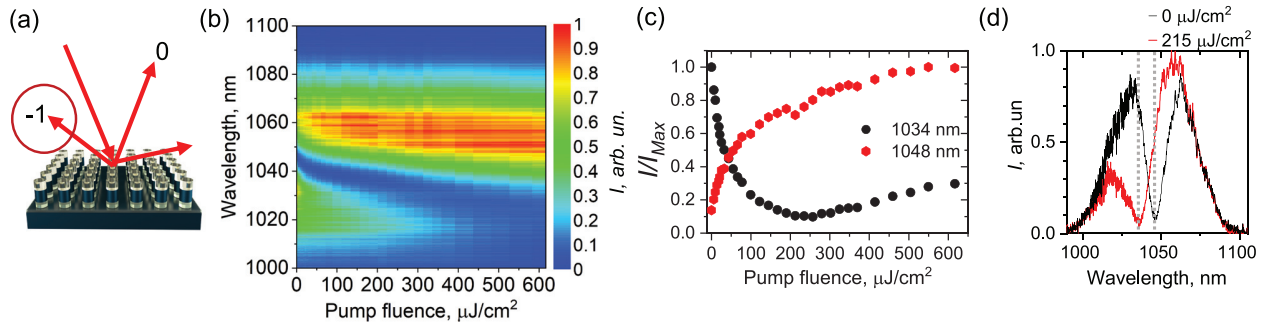 (a)
0
-1
(b)
Wavelength, nm
1100
1080
1060
1040
1020
1000
0 100 200 300 400 500 600
Pump fluence, μJ/cm²
1
0.9
0.8
0.7
0.6
0.5
0.4
0.3
0.2
0.1
0
I, arb. un.
(c)
I/I_Max
1.0
0.8
0.6
0.4
0.2
0.0
1034 nm
1048 nm
0 100 200 300 400 500 600
Pump fluence, μJ/cm²
(d)
0 μJ/cm²
215 μJ/cm²
I, arb.un
1.0
0.5
0.0
1000 1050 1100
Wavelength, nm